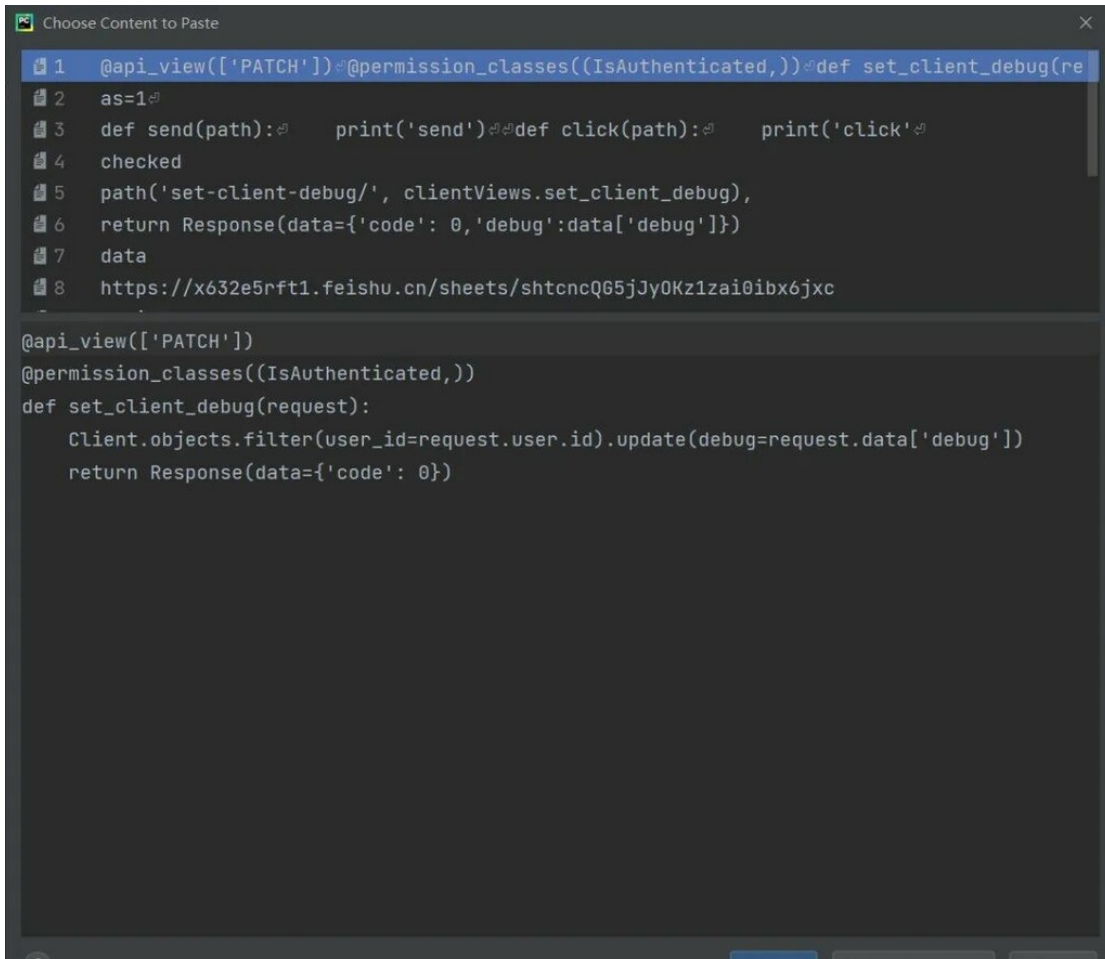 PC Choose Content to Paste
1 @api_view(['PATCH'])⏎@permission_classes((IsAuthenticated,))⏎def set_client_debug(re
2 as=1⏎
3 def send(path):⏎    print('send')⏎⏎def click(path):⏎    print('click'⏎
4 checked
5 path('set-client-debug/', clientViews.set_client_debug),
6 return Response(data={'code': 0,'debug':data['debug']})
7 data
8 https://x632e5rft1.feishu.cn/sheets/shtcncQG5jJyOKz1zai0ibx6jxc
@api_view(['PATCH'])
@permission_classes((IsAuthenticated,))
def set_client_debug(request):
    Client.objects.filter(user_id=request.user.id).update(debug=request.data['debug'])
    return Response(data={'code': 0})